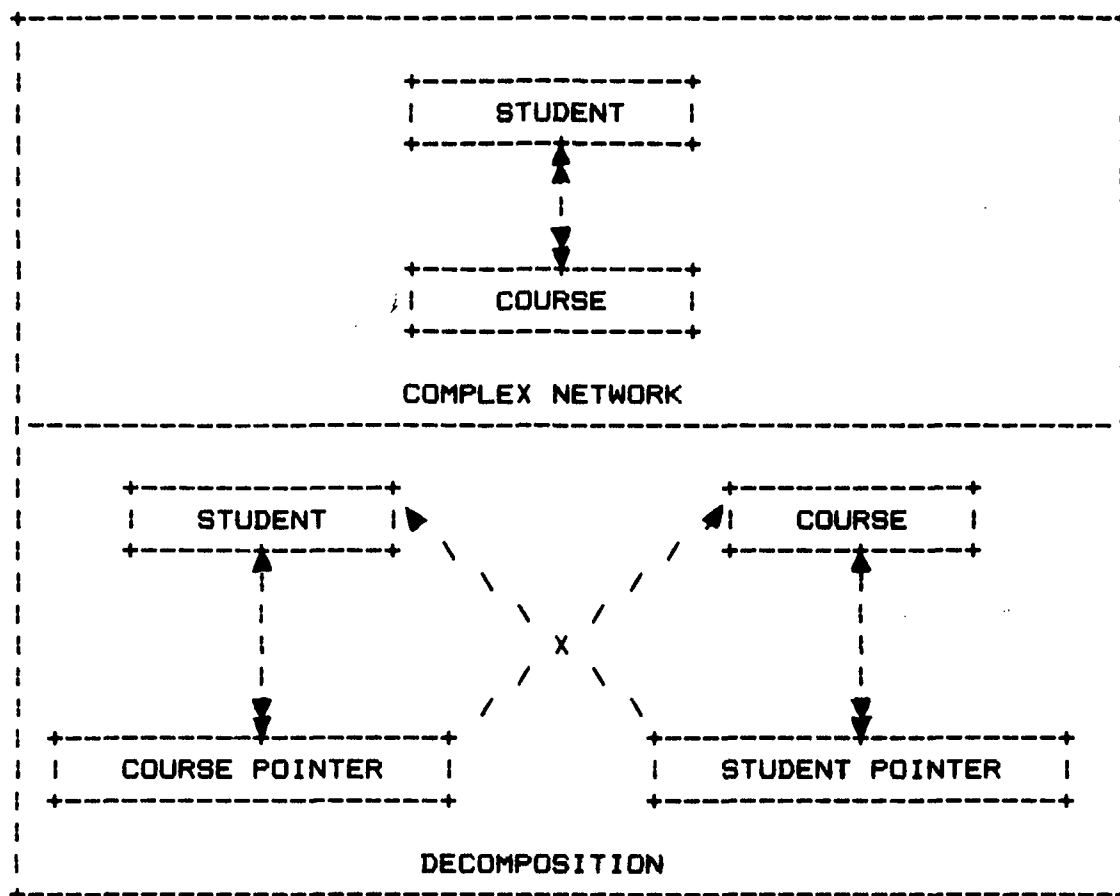 STUDENT
COURSE
COMPLEX NETWORK
STUDENT COURSE
X
COURSE POINTER STUDENT POINTER
DECOMPOSITION